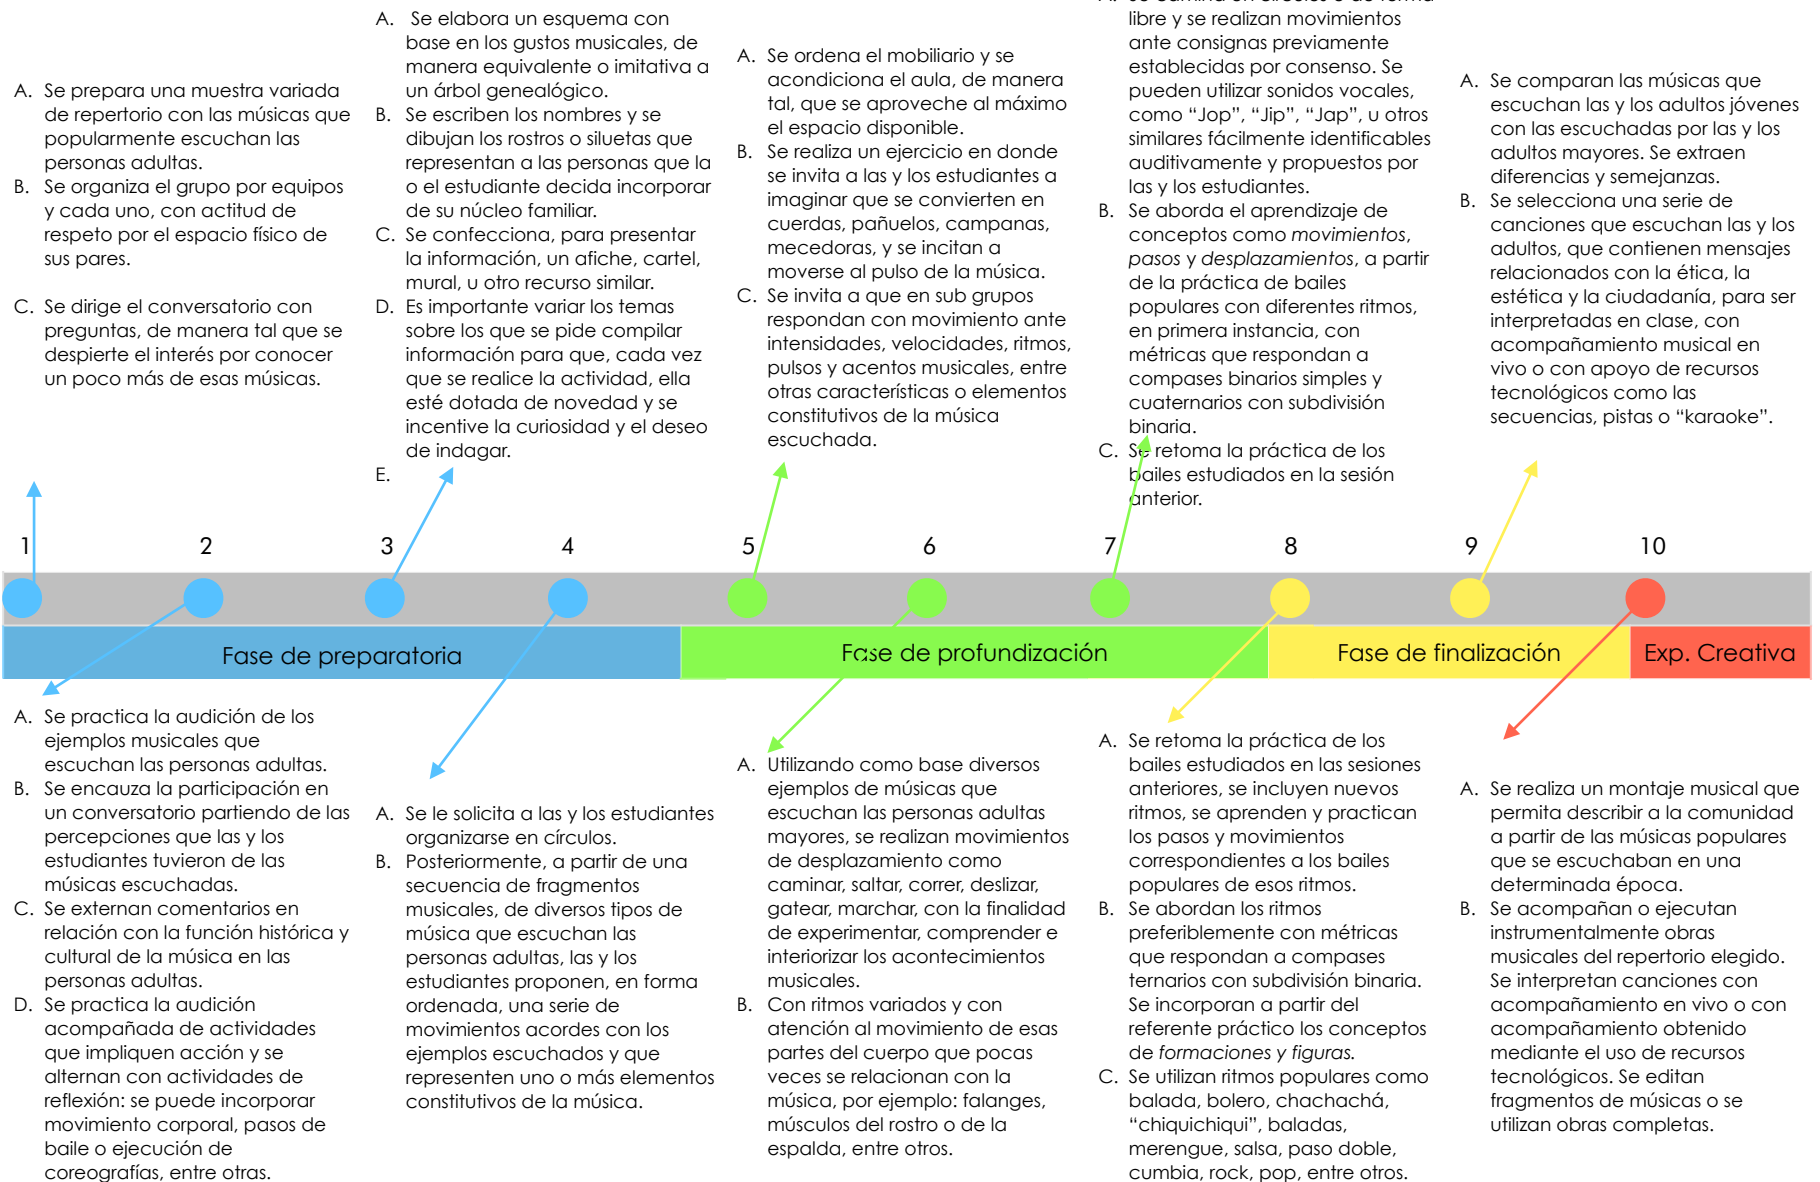 A. Se prepara una muestra variada
de repertorio con las músicas que
popularmente escuchan las
personas adultas.
B. Se organiza el grupo por equipos
y cada uno, con actitud de
respeto por el espacio físico de
sus pares.
C. Se dirige el conversatorio con
preguntas, de manera tal que se
despierte el interés por conocer
un poco más de esas músicas.
A. Se elabora un esquema con
base en los gustos musicales, de
manera equivalente o imitativa a
un árbol genealógico.
B. Se escriben los nombres y se
dibujan los rostros o siluetas que
representan a las personas que la
o el estudiante decida incorporar
de su núcleo familiar.
C. Se confecciona, para presentar
la información, un afiche, cartel,
mural, u otro recurso similar.
D. Es importante variar los temas
sobre los que se pide compilar
información para que, cada vez
que se realice la actividad, ella
esté dotada de novedad y se
incentive la curiosidad y el deseo
de indagar.
E.
A. Se ordena el mobiliario y se
acondiciona el aula, de manera
tal, que se aproveche al máximo
el espacio disponible.
B. Se realiza un ejercicio en donde
se invita a las y los estudiantes a
imaginar que se convierten en
cuerdas, pañuelos, campanas,
mecedoras, y se incitan a
moverse al pulso de la música.
C. Se invita a que en sub grupos
respondan con movimiento ante
intensidades, velocidades, ritmos,
pulsos y acentos musicales, entre
otras características o elementos
constitutivos de la música
escuchada.
libre y se realizan movimientos
ante consignas previamente
establecidas por consenso. Se
pueden utilizar sonidos vocales,
como “Jop”, “Jip”, “Jap”, u otros
similares fácilmente identificables
auditivamente y propuestos por
las y los estudiantes.
B. Se aborda el aprendizaje de
conceptos como movimientos,
pasos y desplazamientos, a partir
de la práctica de bailes
populares con diferentes ritmos,
en primera instancia, con
métricas que respondan a
compases binarios simples y
cuaternarios con subdivisión
binaria.
C. Se retoma la práctica de los
bailes estudiados en la sesión
anterior.
A. Se comparan las músicas que
escuchan las y los adultos jóvenes
con las escuchadas por las y los
adultos mayores. Se extraen
diferencias y semejanzas.
B. Se selecciona una serie de
canciones que escuchan las y los
adultos, que contienen mensajes
relacionados con la ética, la
estética y la ciudadanía, para ser
interpretadas en clase, con
acompañamiento musical en
vivo o con apoyo de recursos
tecnológicos como las
secuencias, pistas o “karaoke”.
1 2 3 4 5 6 7 8 9 10
Fase de preparatoria
Fase de profundización
Fase de finalización
Exp. Creativa
A. Se practica la audición de los
ejemplos musicales que
escuchan las personas adultas.
B. Se encauza la participación en
un conversatorio partiendo de las
percepciones que las y los
estudiantes tuvieron de las
músicas escuchadas.
C. Se externan comentarios en
relación con la función histórica y
cultural de la música en las
personas adultas.
D. Se practica la audición
acompañada de actividades
que impliquen acción y se
alternan con actividades de
reflexión: se puede incorporar
movimiento corporal, pasos de
baile o ejecución de
coreografías, entre otras.
A. Se le solicita a las y los estudiantes
organizarse en círculos.
B. Posteriormente, a partir de una
secuencia de fragmentos
musicales, de diversos tipos de
música que escuchan las
personas adultas, las y los
estudiantes proponen, en forma
ordenada, una serie de
movimientos acordes con los
ejemplos escuchados y que
representen uno o más elementos
constitutivos de la música.
A. Utilizando como base diversos
ejemplos de músicas que
escuchan las personas adultas
mayores, se realizan movimientos
de desplazamiento como
caminar, saltar, correr, deslizar,
gatear, marchar, con la finalidad
de experimentar, comprender e
interiorizar los acontecimientos
musicales.
B. Con ritmos variados y con
atención al movimiento de esas
partes del cuerpo que pocas
veces se relacionan con la
música, por ejemplo: falanges,
músculos del rostro o de la
espalda, entre otros.
A. Se retoma la práctica de los
bailes estudiados en las sesiones
anteriores, se incluyen nuevos
ritmos, se aprenden y practican
los pasos y movimientos
correspondientes a los bailes
populares de esos ritmos.
B. Se abordan los ritmos
preferiblemente con métricas
que respondan a compases
ternarios con subdivisión binaria.
Se incorporan a partir del
referente práctico los conceptos
de formaciones y figuras.
C. Se utilizan ritmos populares como
balada, bolero, chachachá,
“chiquichiqui”, baladas,
merengue, salsa, paso doble,
cumbia, rock, pop, entre otros.
A. Se realiza un montaje musical que
permita describir a la comunidad
a partir de las músicas populares
que se escuchaban en una
determinada época.
B. Se acompañan o ejecutan
instrumentalmente obras
musicales del repertorio elegido.
Se interpretan canciones con
acompañamiento en vivo o con
acompañamiento obtenido
mediante el uso de recursos
tecnológicos. Se editan
fragmentos de músicas o se
utilizan obras completas.